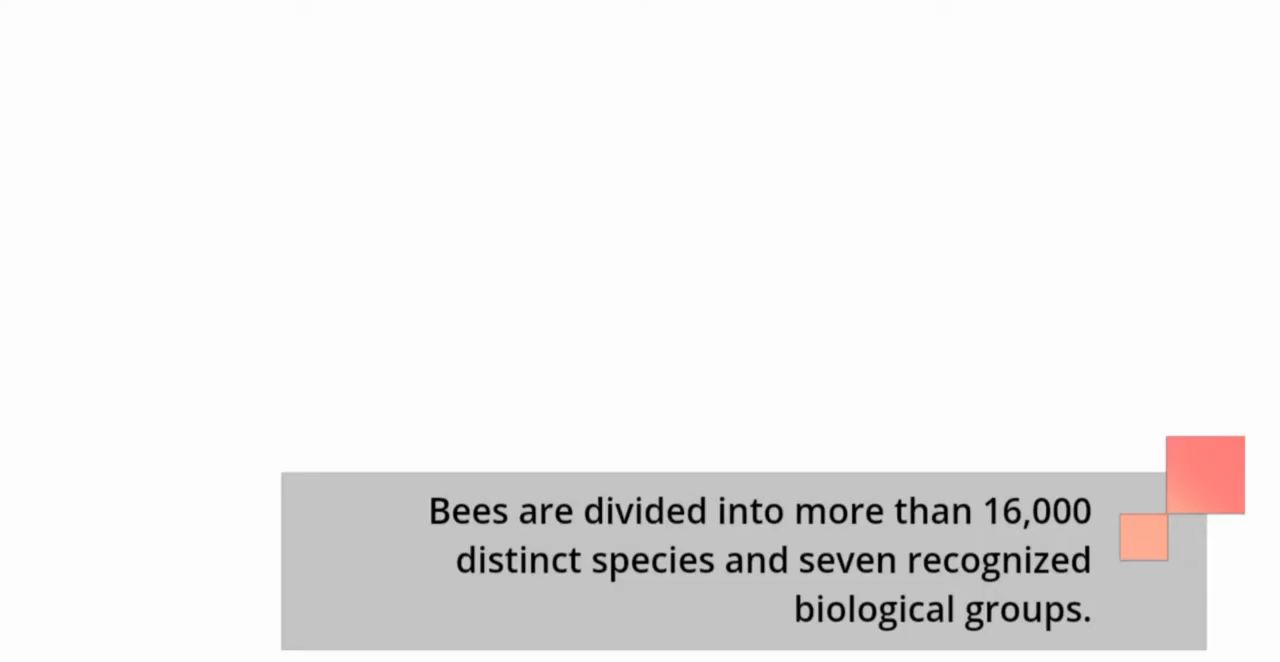 Bees are divided into more than 16,000
distinct species and seven recognized
biological groups.